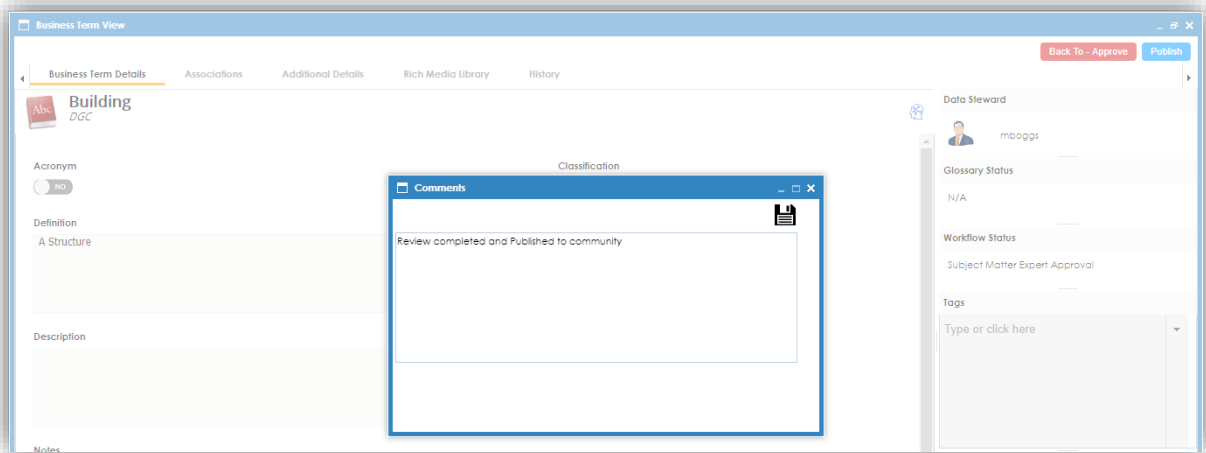 Business Term View
Back To - Approve Publish
Business Term Details Associations Additional Details Rich Media Library History
Abc
Building
DGC
Data Steward
mboggs
Acronym
NO
Classification
Glossary Status
N/A
Comments
Review completed and Published to community
Definition
A Structure
Workflow Status
Subject Matter Expert Approval
Tags
Type or click here
Description
Notes